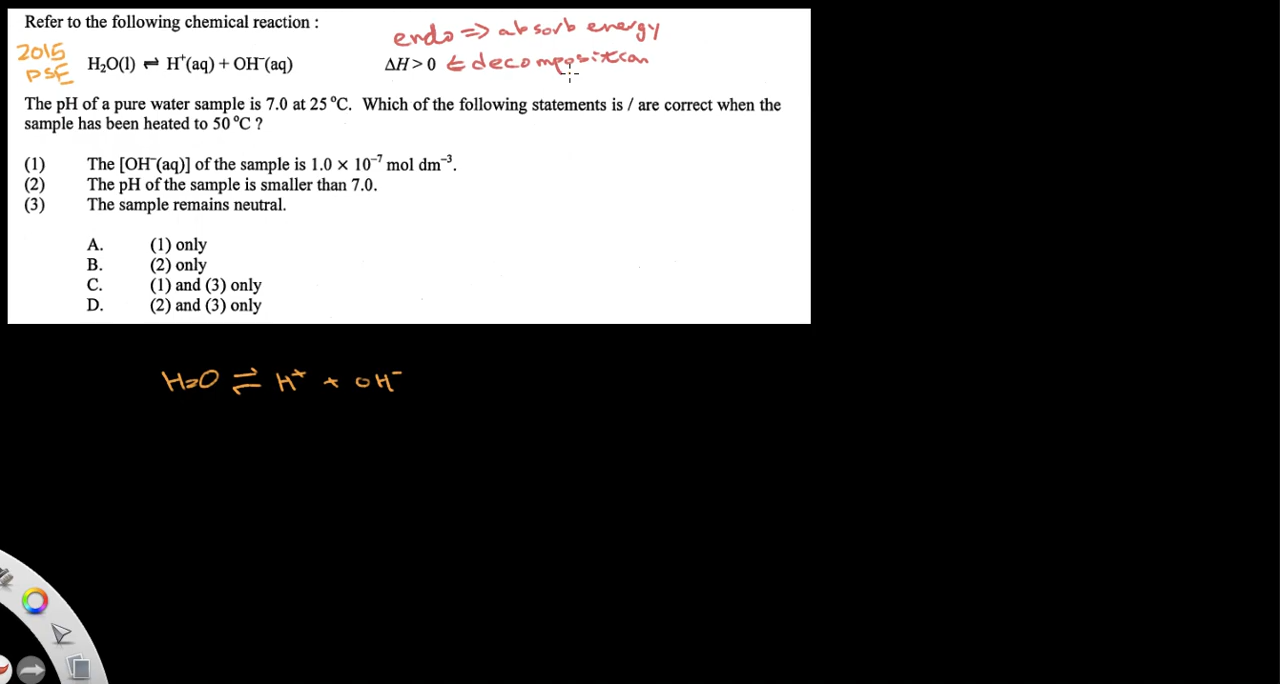 Refer to the following chemical reaction :
endo => absorb energy
2015
PSE
H₂O(l) ⇌ H⁺(aq) + OH⁻(aq)
ΔH > 0 ← decomposition
The pH of a pure water sample is 7.0 at 25 °C. Which of the following statements is / are correct when the
sample has been heated to 50 °C ?
(1) The [OH⁻(aq)] of the sample is 1.0 × 10⁻⁷ mol dm⁻³.
(2) The pH of the sample is smaller than 7.0.
(3) The sample remains neutral.
A. (1) only
B. (2) only
C. (1) and (3) only
D. (2) and (3) only
H₂O ⇌ H⁺ + OH⁻